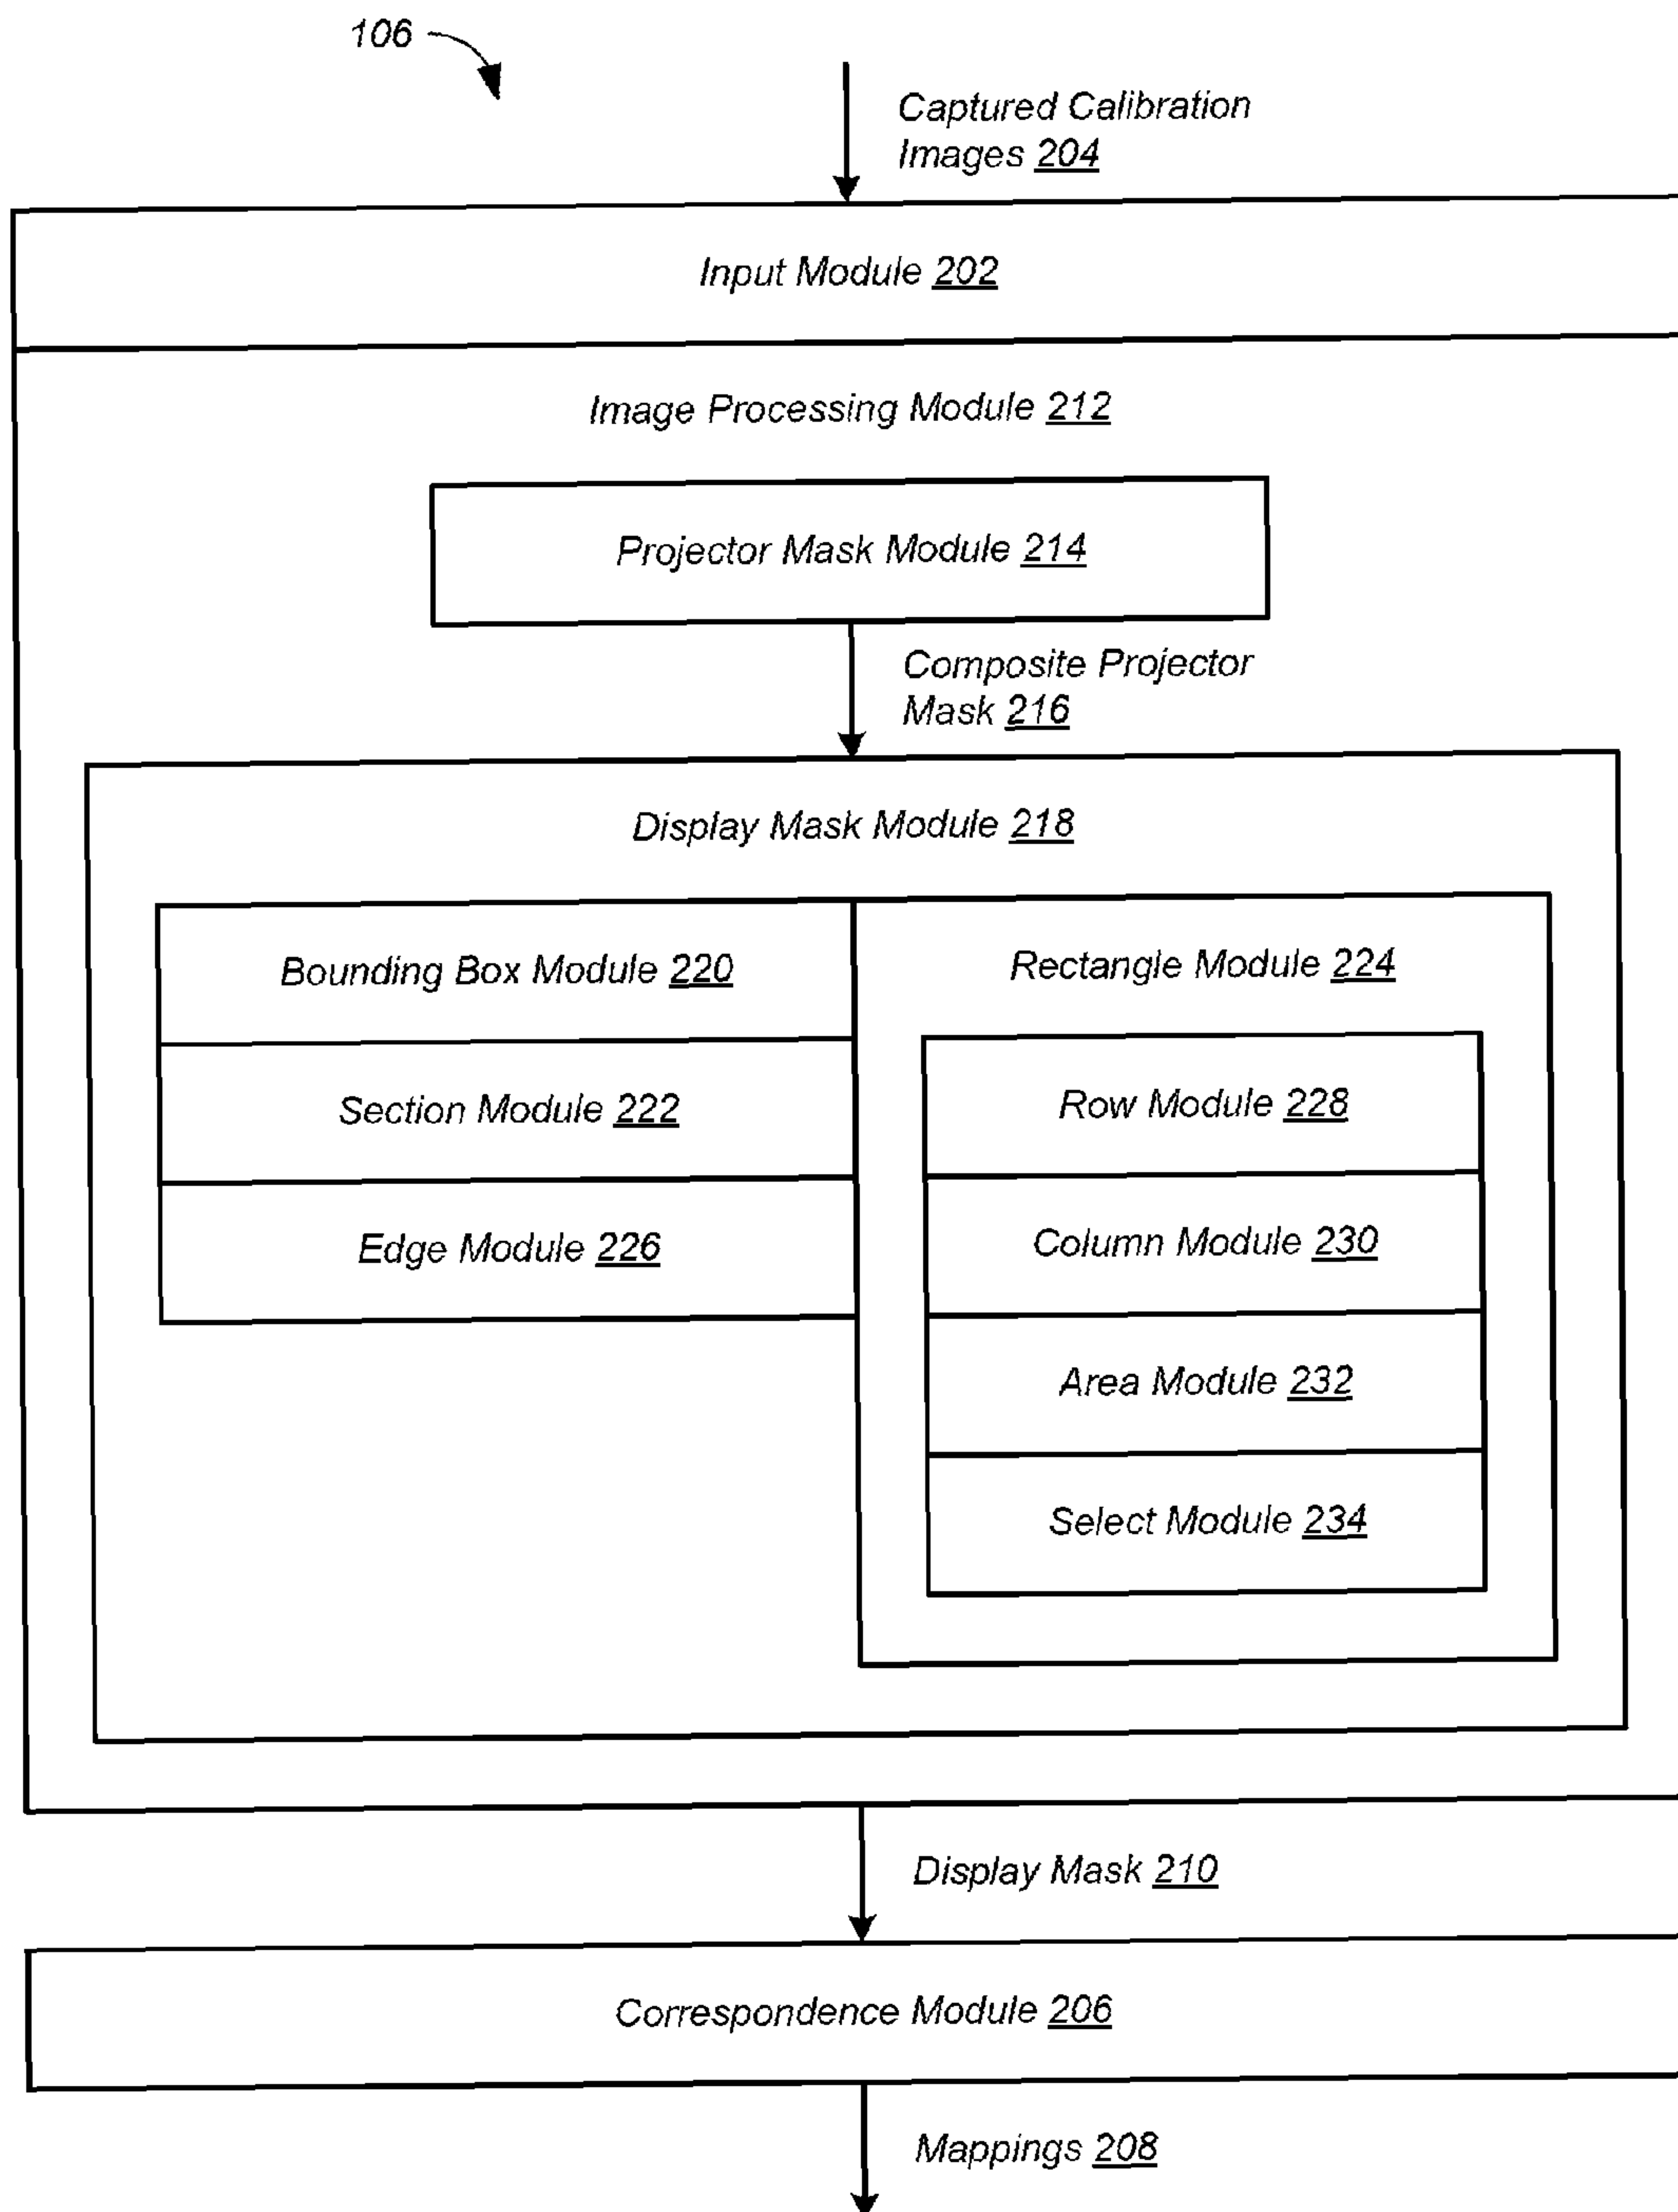 106
Captured Calibration
Images 204
Input Module 202
Image Processing Module 212
Projector Mask Module 214
Composite Projector
Mask 216
Display Mask Module 218
Bounding Box Module 220
Section Module 222
Edge Module 226
Rectangle Module 224
Row Module 228
Column Module 230
Area Module 232
Select Module 234
Display Mask 210
Correspondence Module 206
Mappings 208